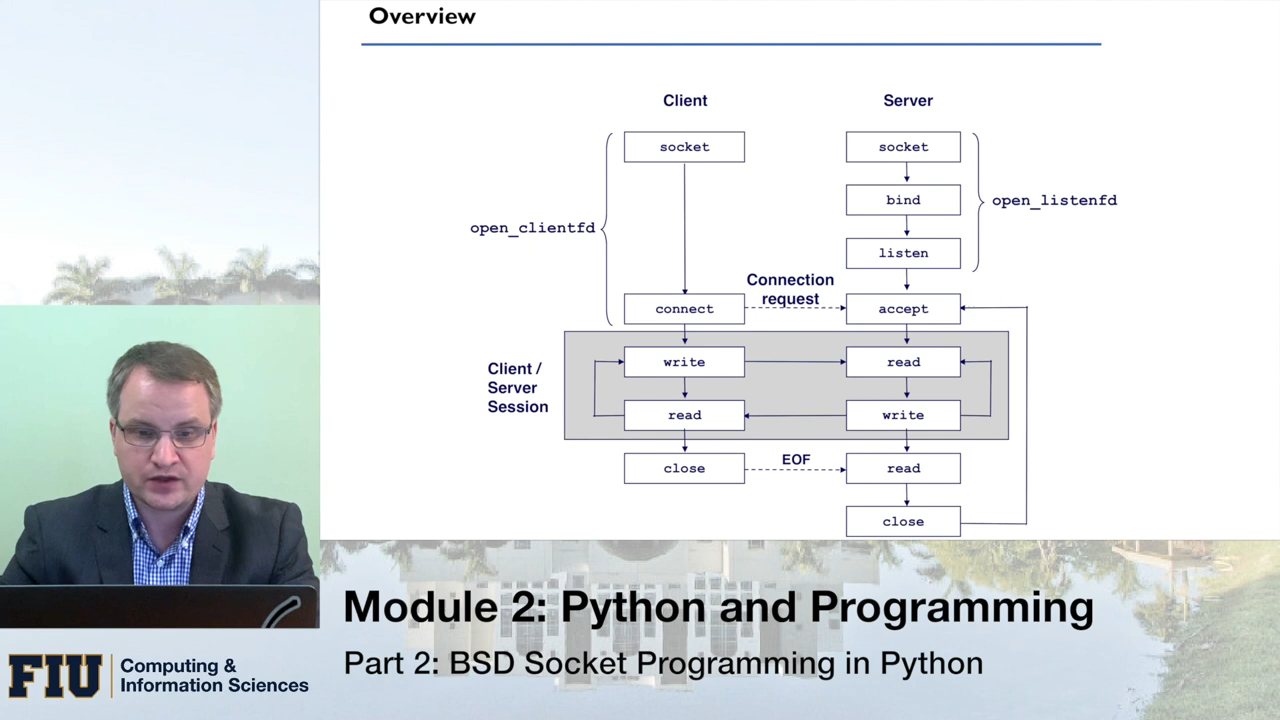 Overview
Client
Server
socket
socket
bind
open_listenfd
open_clientfd
listen
Connection
request
connect
accept
Client /
Server
Session
write
read
read
write
close
EOF
read
close
Module 2: Python and Programming
Part 2: BSD Socket Programming in Python
FIU
Computing &
Information Sciences